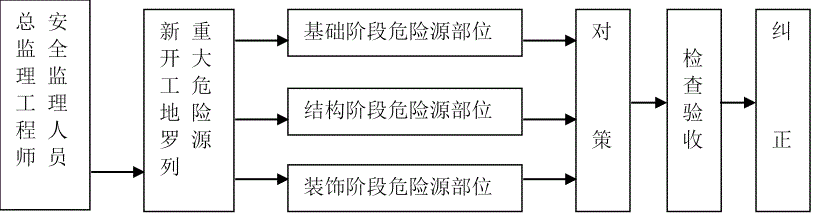 总监理工程师
安全监理人员
新开工地罗列
重大危险源
基础阶段危险源部位
结构阶段危险源部位
装饰阶段危险源部位
对策
检查验收
纠正